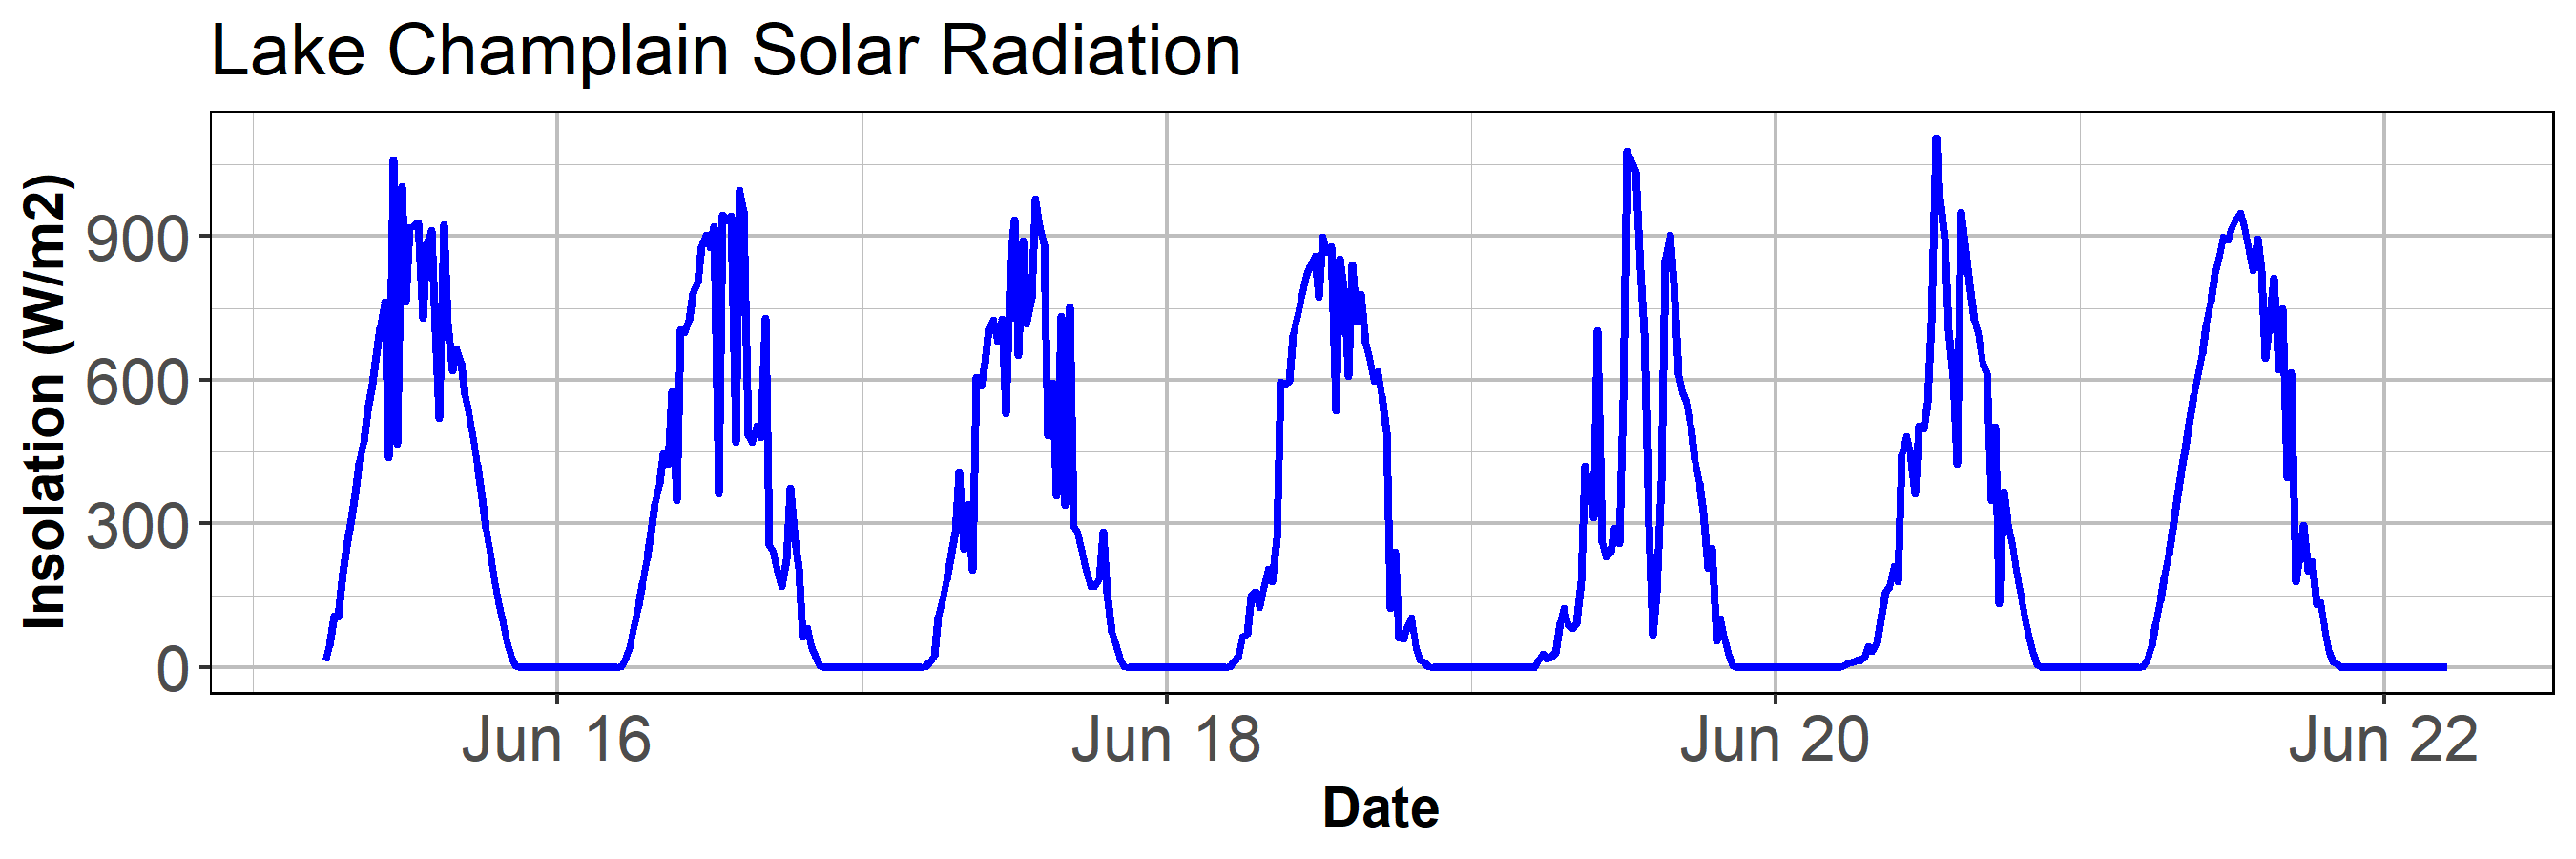 Lake Champlain Solar Radiation
Insolation (W/m2)
900
600
300
0
Jun 16 Jun 18 Jun 20 Jun 22
Date